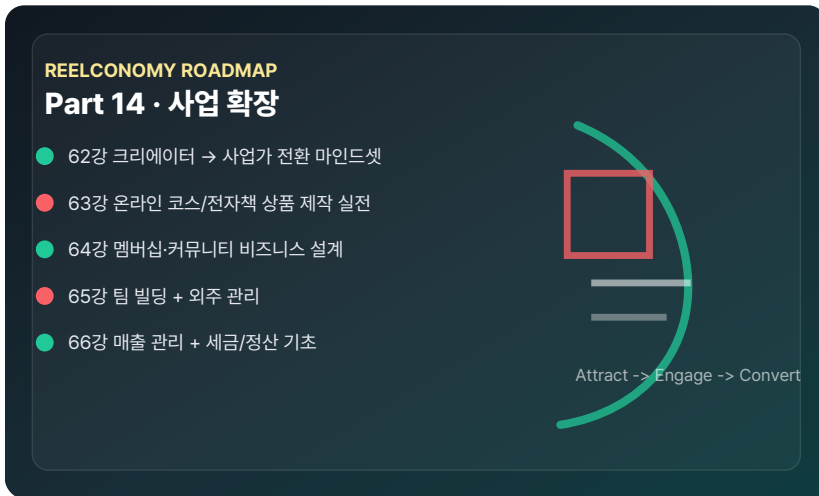 REELCONOMY ROADMAP
Part 14 · 사업 확장
62강 크리에이터 → 사업가 전환 마인드셋
63강 온라인 코스/전자책 상품 제작 실전
64강 멤버십·커뮤니티 비즈니스 설계
65강 팀 빌딩 + 외주 관리
66강 매출 관리 + 세금/정산 기초
Attract -> Engage -> Convert